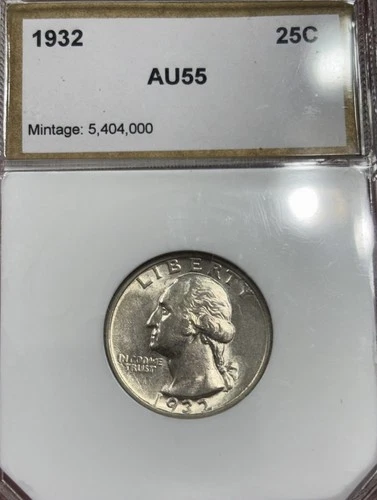 1932 25C
AU55
Mintage: 5,404,000
LIBERTY
IN GOD WE
TRUST
1932